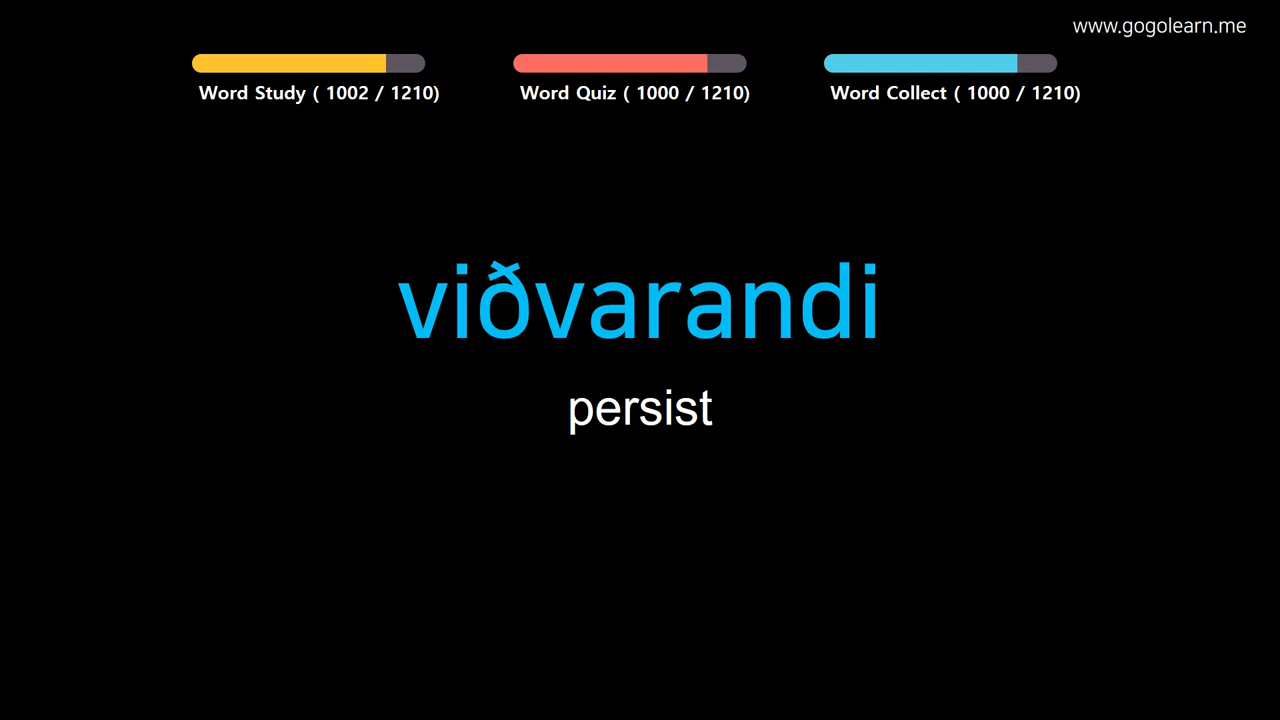 www.gogolearn.me
Word Study ( 1002 / 1210)
Word Quiz ( 1000 / 1210)
Word Collect ( 1000 / 1210)
viðvarandi
persist